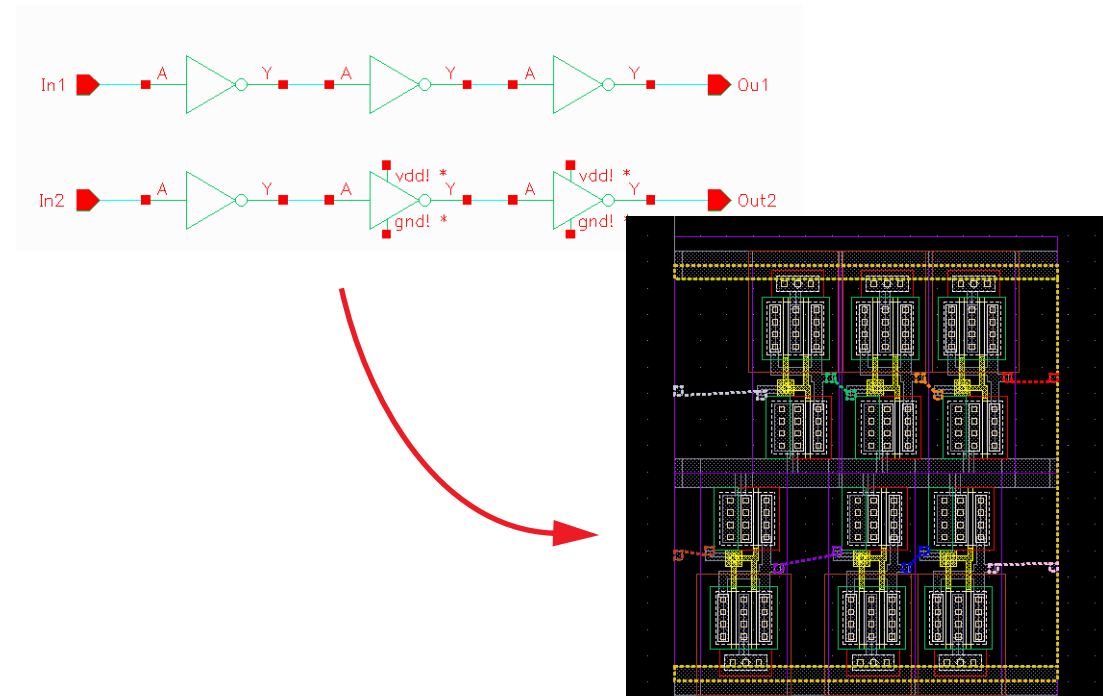 In1 A Y A Y A Y Ou1
vdd! * vdd! *
In2 A Y A Y A Y Out2
gnd! * gnd! *